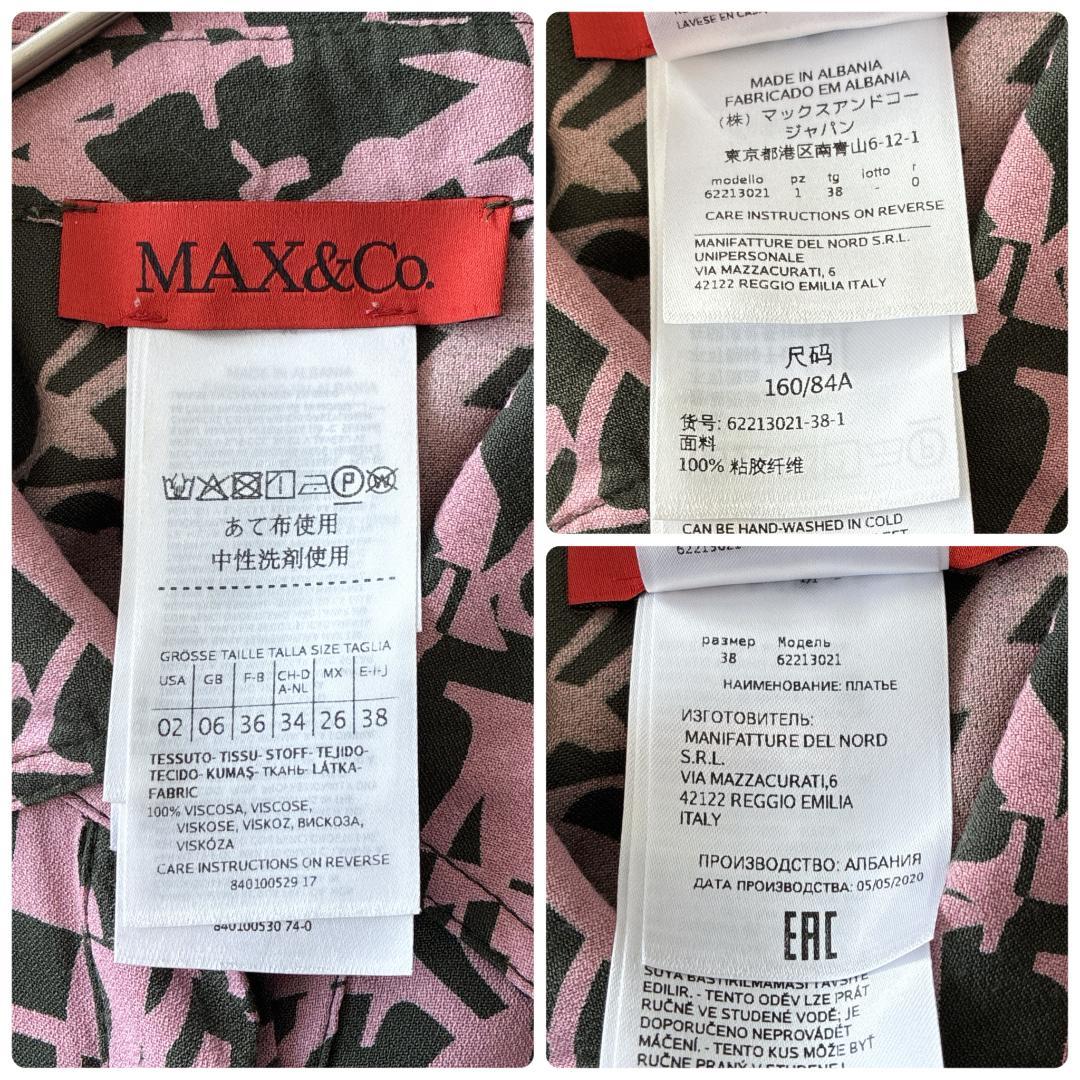 MAX&Co.
あて布使用
中性洗剤使用
GRÖSSE TAILLE TALLA SIZE TAGLIA
USA GB F-B CH-D A-NL MX E-I-J
02 06 36 34 26 38
TESSUTO- TISSU- STOFF- TEJIDO-
TECIDO- KUMAŞ- ТКАНЬ- LÁTKA-
FABRIC
100% VISCOSA, VISCOSE,
VISKOSE, VISKOZ, ВИСКОЗА,
VISKÓZA
CARE INSTRUCTIONS ON REVERSE
840100529 17
840100530 74-0
LAVESE EN
MADE IN ALBANIA
FABRICADO EM ALBANIA
(株) マックスアンドコー
ジャパン
東京都港区南青山6-12-1
modello pz tg lotto r
62213021 1 38 - 0
CARE INSTRUCTIONS ON REVERSE
MANIFATTURE DEL NORD S.R.L.
UNIPERSONALE
VIA MAZZACURATI, 6
42122 REGGIO EMILIA ITALY
尺码
160/84A
货号: 62213021-38-1
面料
100% 粘胶纤维
CAN BE HAND-WASHED IN COLD
62213021
размер Модель
38 62213021
НАИМЕНОВАНИЕ: ПЛАТЬЕ
ИЗГОТОВИТЕЛЬ:
MANIFATTURE DEL NORD
S.R.L.
VIA MAZZACURATI,6
42122 REGGIO EMILIA
ITALY
ПРОИЗВОДСТВО: АЛБАНИЯ
ДАТА ПРОИЗВОДСТВА: 05/05/2020
EAC
SUYA BASTIRILMAMASI TAVSİYE
EDILIR. - TENTO ODĚV LZE PRÁT
RUČNĚ VE STUDENÉ VODĚ; JE
DOPORUČENO NEPROVÁDĚT
MÁČENÍ. - TENTO KUS MÔŽE BYŤ
RUČNE PRANÝ V STUDENEJ